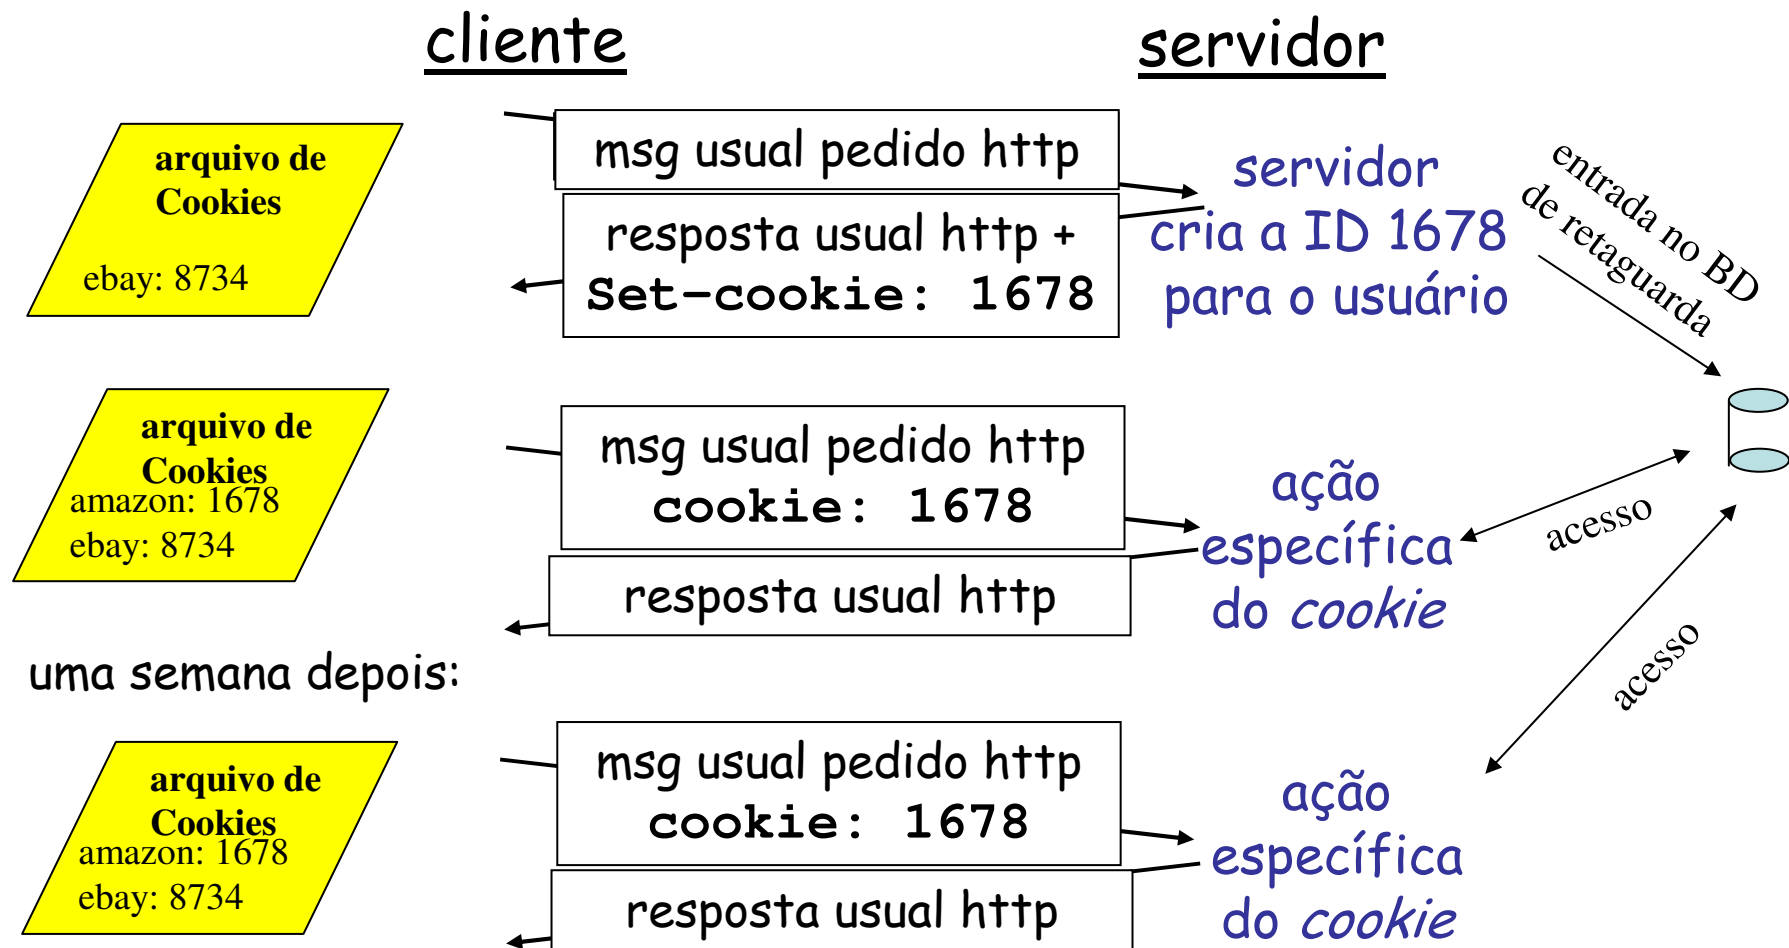 cliente
servidor
arquivo de
Cookies
ebay: 8734
msg usual pedido http
resposta usual http +
Set-cookie: 1678
servidor
cria a ID 1678
para o usuário
entrada no BD
de retaguarda
arquivo de
Cookies
amazon: 1678
ebay: 8734
msg usual pedido http
cookie: 1678
resposta usual http
ação
específica
do cookie
acesso
acesso
uma semana depois:
arquivo de
Cookies
amazon: 1678
ebay: 8734
msg usual pedido http
cookie: 1678
resposta usual http
ação
específica
do cookie